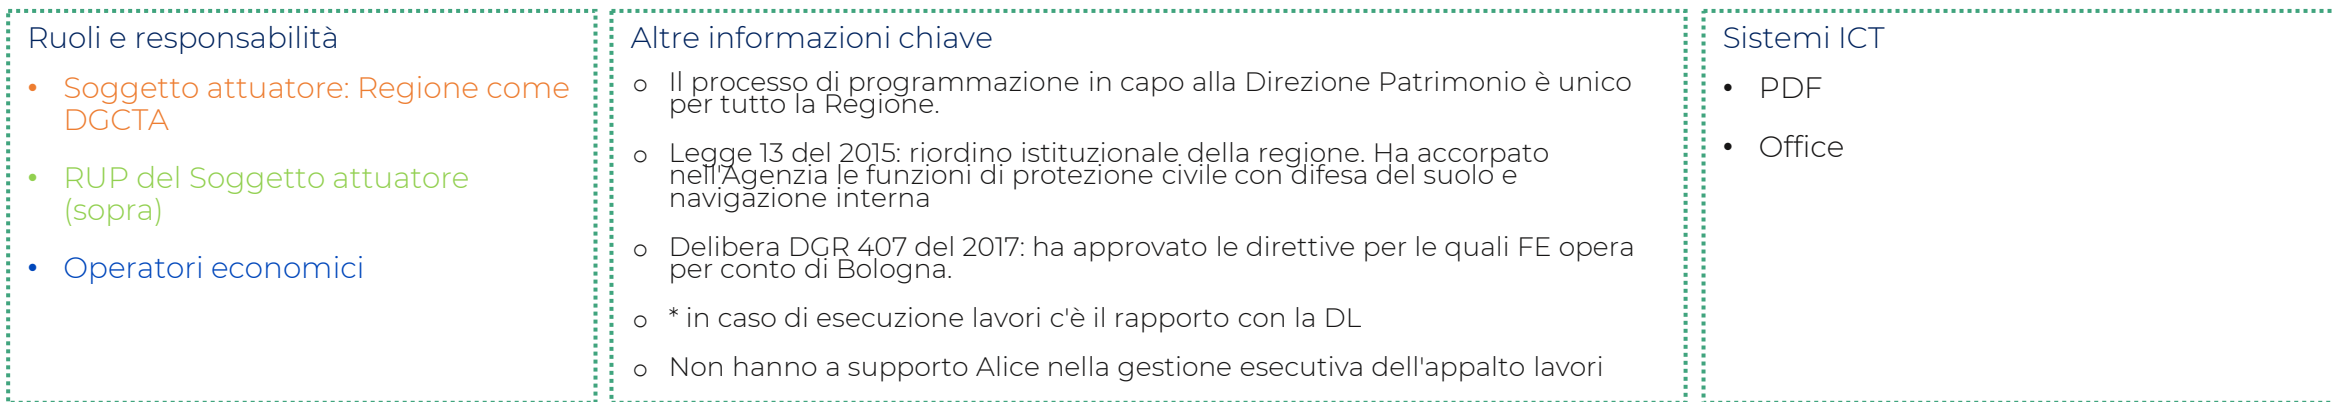 Ruoli e responsabilità
• Soggetto attuatore: Regione come
DGCTA
• RUP del Soggetto attuatore
(sopra)
• Operatori economici
Altre informazioni chiave
o Il processo di programmazione in capo alla Direzione Patrimonio è unico
per tutto la Regione.
o Legge 13 del 2015: riordino istituzionale della regione. Ha accorpato
nell'Agenzia le funzioni di protezione civile con difesa del suolo e
navigazione interna
o Delibera DGR 407 del 2017: ha approvato le direttive per le quali FE opera
per conto di Bologna.
o * in caso di esecuzione lavori c'è il rapporto con la DL
o Non hanno a supporto Alice nella gestione esecutiva dell'appalto lavori
Sistemi ICT
• PDF
• Office